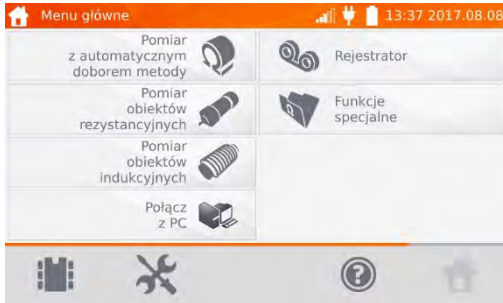 Menu główne
13:37 2017.08.08
Pomiar
z automatycznym
doborem metody
Pomiar
obiektów
rezystancyjnych
Pomiar
obiektów
indukcyjnych
Połącz
z PC
Rejestrator
Funkcje
specjalne